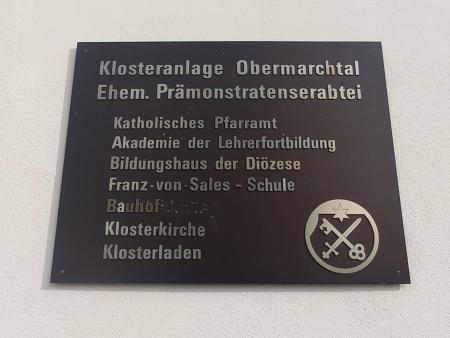 Klosteranlage Obermarchtal
Ehem. Prämonstratenserabtei
Katholisches Pfarramt
Akademie der Lehrerfortbildung
Bildungshaus der Diözese
Franz-von-Sales-Schule
Bauhof
Klosterkirche
Klosterladen